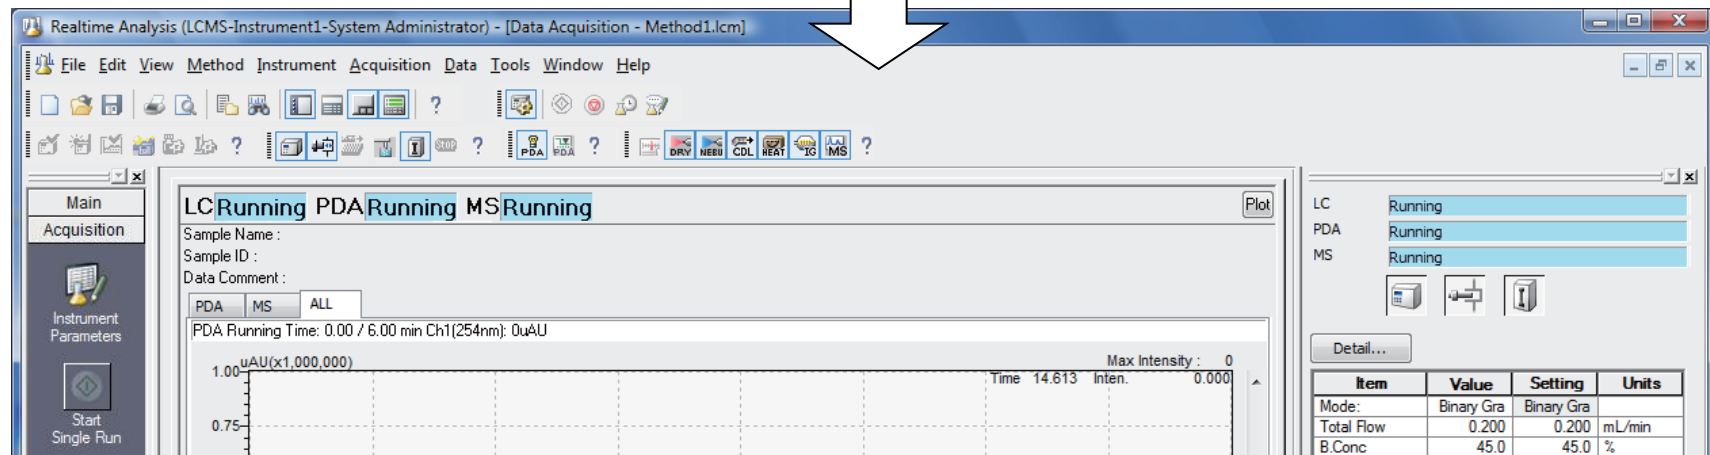 Realtime Analysis (LCMS-Instrument1-System Administrator) - [Data Acquisition - Method1.lcm]
File Edit View Method Instrument Acquisition Data Tools Window Help
?
? STOP ? PDA PDA ? DRY NEBU CDL HEAT IG MS ?
Main
Acquisition
Instrument
Parameters
Start
Single Run
LC Running PDA Running MS Running Plot
Sample Name :
Sample ID :
Data Comment :
PDA MS ALL
PDA Running Time: 0.00 / 6.00 min Ch1(254nm): 0uAU
uAU(x1,000,000) Max Intensity : 0
1.00 Time 14.613 Inten. 0.000
0.75
LC Running
PDA Running
MS Running
Detail...
Item Value Setting Units
Mode: Binary Gra Binary Gra
Total Flow 0.200 0.200 mL/min
B.Conc 45.0 45.0 %